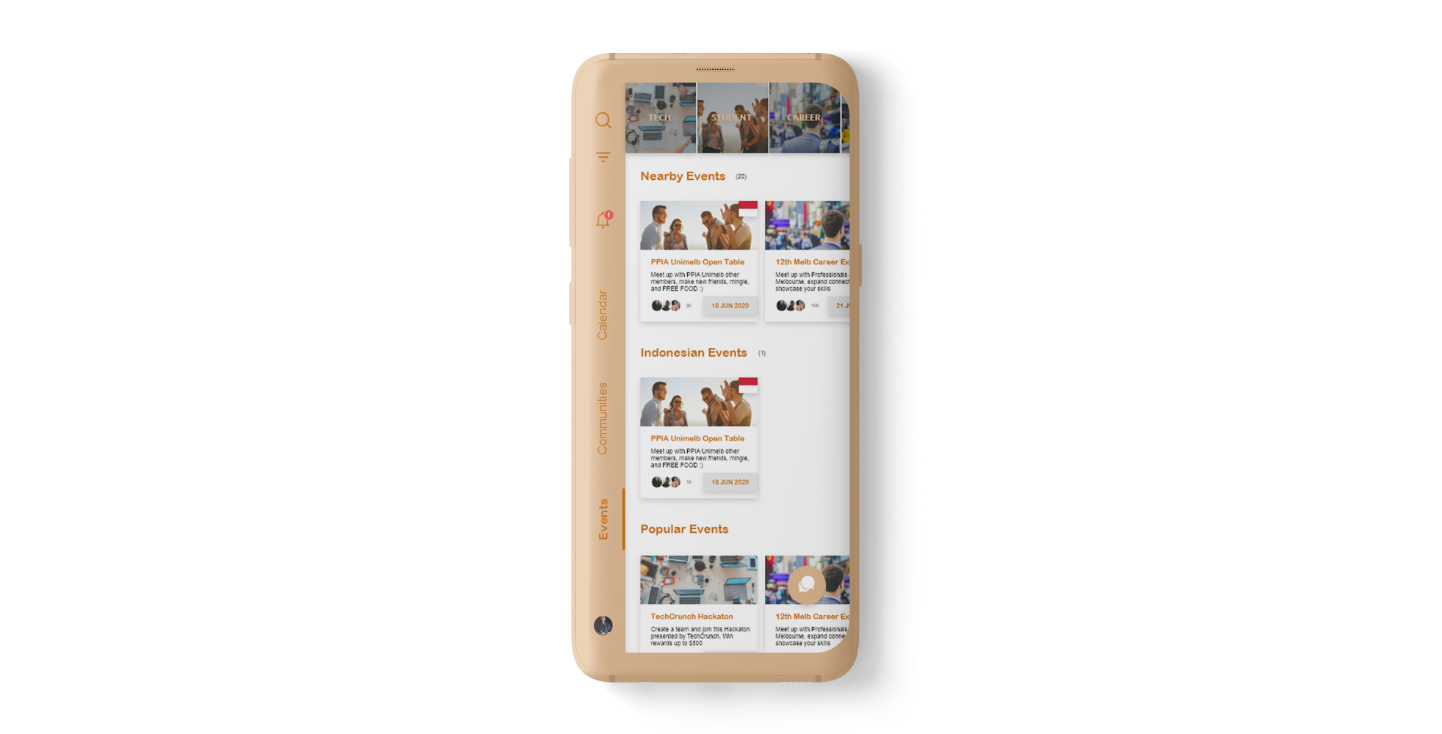 TECH
STUDENT
CAREER
1
Calendar
Communities
Events
Nearby Events (20)
PPIA Unimelb Open Table
Meet up with PPIA Unimelb other
members, make new friends, mingle,
and FREE FOOD :)
18 JUN 2020
12th Melb Career Ex
Meet up with Professionals
Melbourne, expand connect
showcase your skills
100
21 J
Indonesian Events (1)
PPIA Unimelb Open Table
Meet up with PPIA Unimelb other
members, make new friends, mingle,
and FREE FOOD :)
18 JUN 2020
Popular Events
TechCrunch Hackaton
Create a team and join this Hackaton
presented by TechCrunch. Win
rewards up to $500
12th Melb Career Ex
Meet up with Professionals
Melbourne, expand conne
showcase your skills